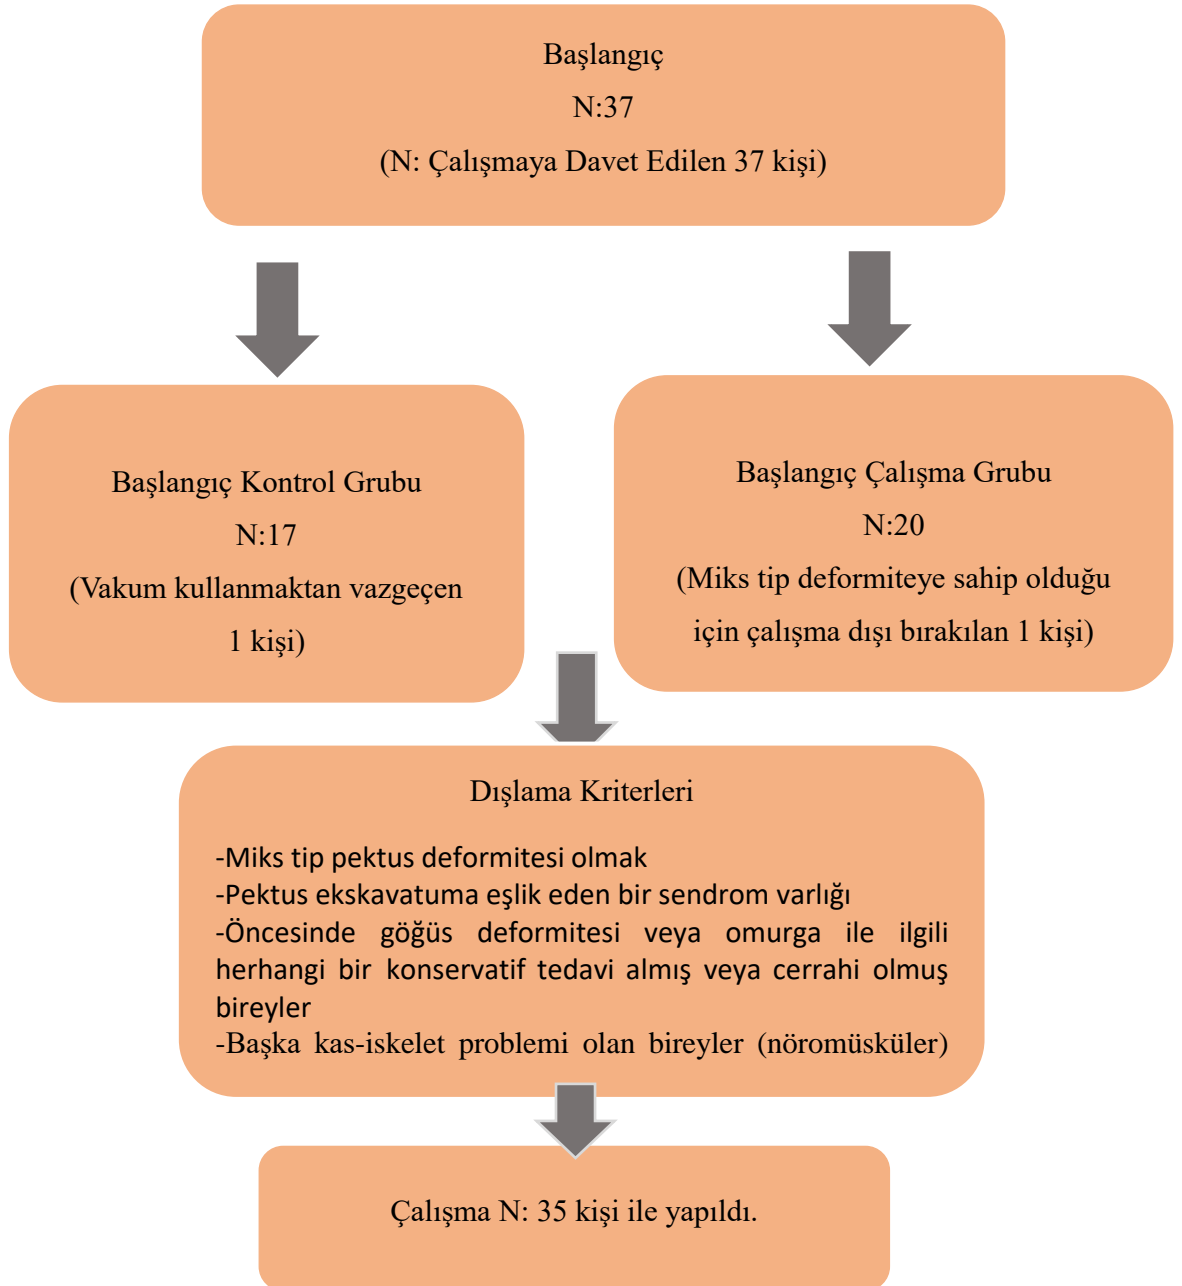 Başlangıç
N:37
(N: Çalışmaya Davet Edilen 37 kişi)
Başlangıç Kontrol Grubu
N:17
(Vakum kullanmaktan vazgeçen
1 kişi)
Başlangıç Çalışma Grubu
N:20
(Miks tip deformiteye sahip olduğu
için çalışma dışı bırakılan 1 kişi)
Dışlama Kriterleri
-Miks tip pektus deformitesi olmak
-Pektus ekskavatuma eşlik eden bir sendrom varlığı
-Öncesinde göğüs deformitesi veya omurga ile ilgili
herhangi bir konservatif tedavi almış veya cerrahi olmuş
bireyler
-Başka kas-iskelet problemi olan bireyler (nöromüsküler)
Çalışma N: 35 kişi ile yapıldı.